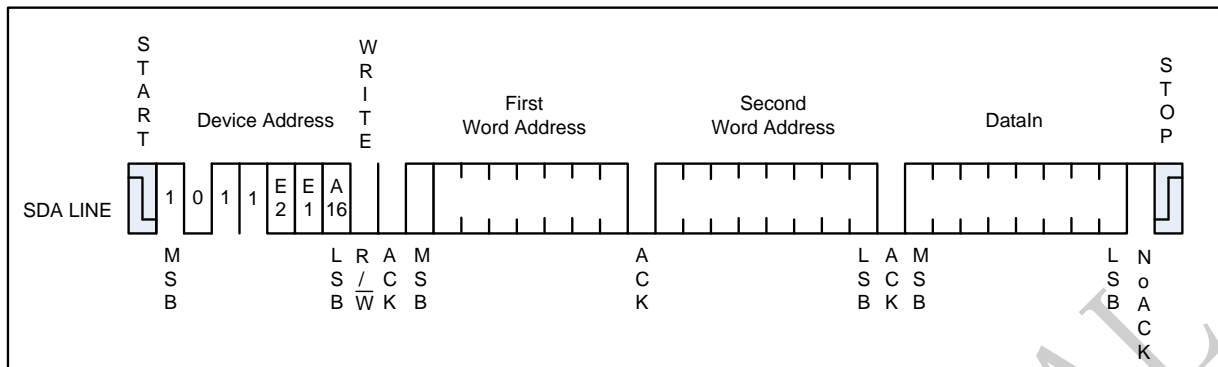 START
WRITE
STOP
Device Address
First
Word Address
Second
Word Address
DataIn
SDA LINE
1 0 1 1 E2 E1 A16
MSB
LSB
R/W
ACK
MSB
ACK
LSB
ACK
MSB
LSB
NoACK